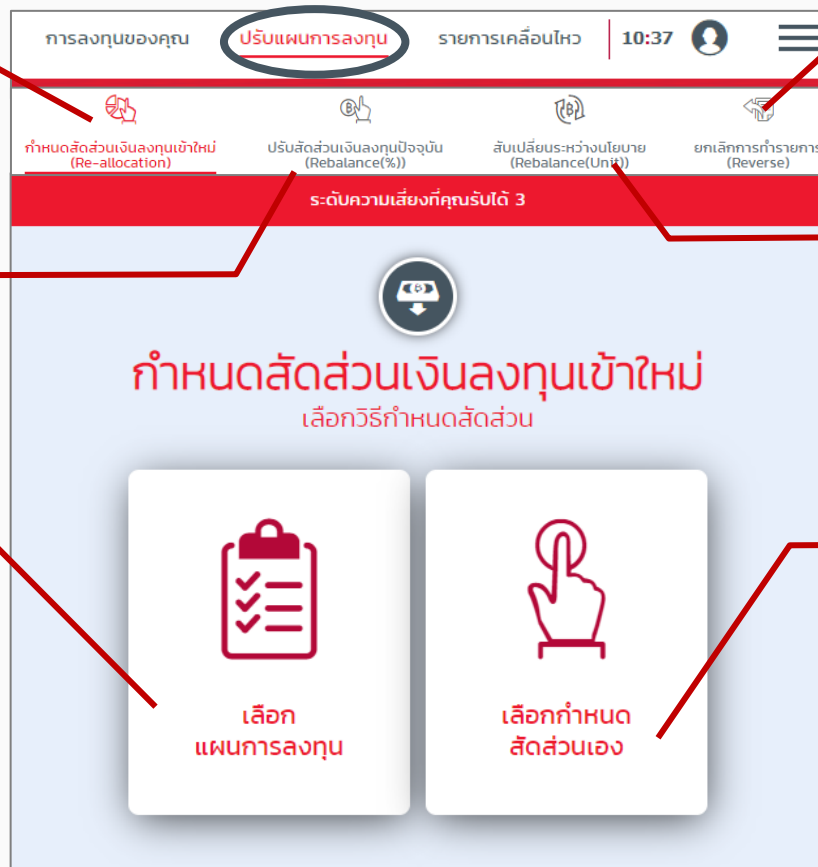 การลงทุนของคุณ ปรับแผนการลงทุน รายการเคลื่อนไหว 10:37
กำหนดสัดส่วนเงินลงทุนเข้าใหม่
(Re-allocation)
ปรับสัดส่วนเงินลงทุนปัจจุบัน
(Rebalance(%))
สับเปลี่ยนระหว่างนโยบาย
(Rebalance(Unit))
ยกเลิกการทำรายการ
(Reverse)
ระดับความเสี่ยงที่คุณรับได้ 3
กำหนดสัดส่วนเงินลงทุนเข้าใหม่
เลือกวิธีกำหนดสัดส่วน
เลือก
แผนการลงทุน
เลือกกำหนด
สัดส่วนเอง